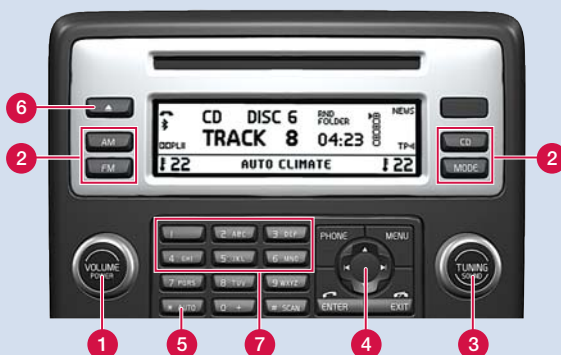 6
2
AM
FM
CD DISC 6 RND FOLDER NEWS
TRACK 8 04:23 TP
22 AUTO CLIMATE 22
CD
MODE
2
1 2 ABC 3 DEF
4 GHI 5 JKL 6 MNO
7 PQRS 8 TUV 9 WXYZ
* AUTO 0 + # SCAN
PHONE MENU
ENTER EXIT
VOLUME
POWER
TUNING
SOUND
1 5 7 4 3